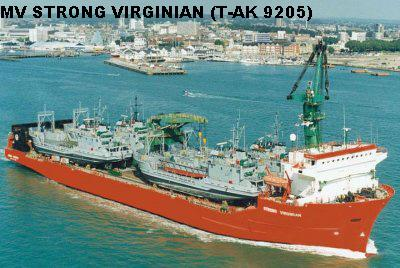 MV STRONG VIRGINIAN (T-AK 9205)
STRONG VIRGINIAN